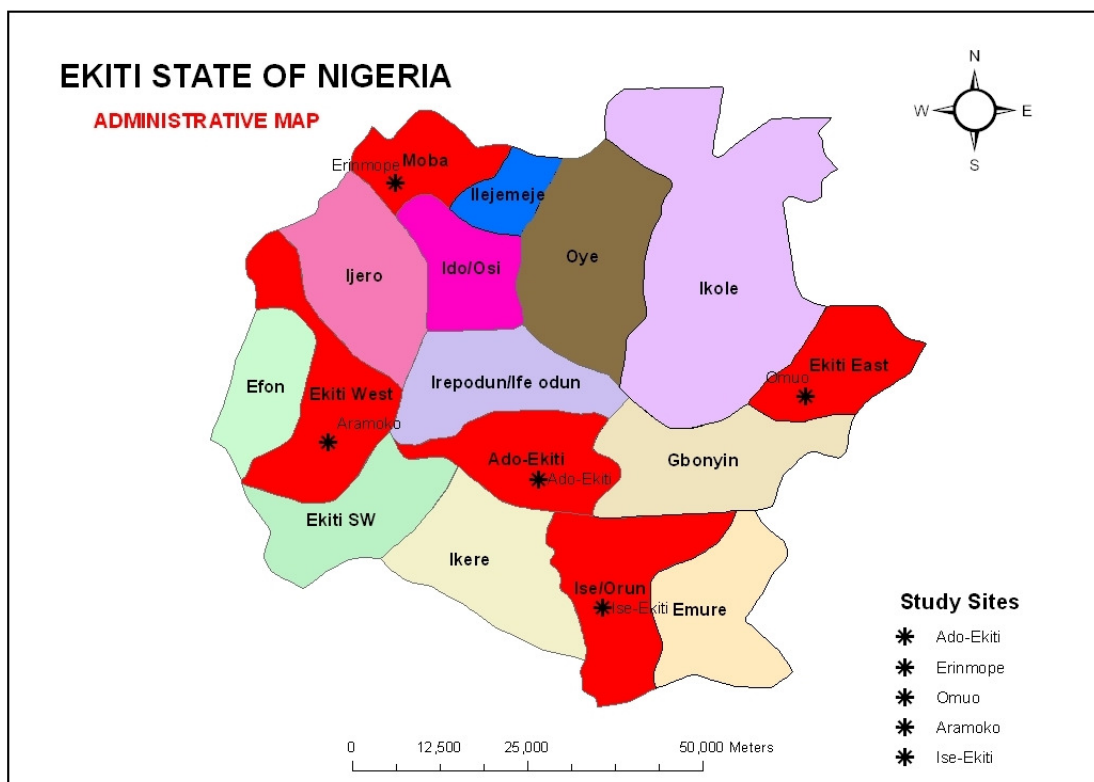 EKITI STATE OF NIGERIA
ADMINISTRATIVE MAP
N
W
E
S
Moba
Erinmope
Ilejemeje
Ijero
Ido/Osi
Oye
Ikole
Efon
Ekiti West
Aramoko
Irepodun/Ife odun
Ekiti East
Omuo
Ado-Ekiti
Ado-Ekiti
Gbonyin
Ekiti SW
Ikere
Ise/Orun
Ise-Ekiti
Emure
Study Sites
Ado-Ekiti
Erinmope
Omuo
Aramoko
Ise-Ekiti
0 12,500 25,000 50,000 Meters